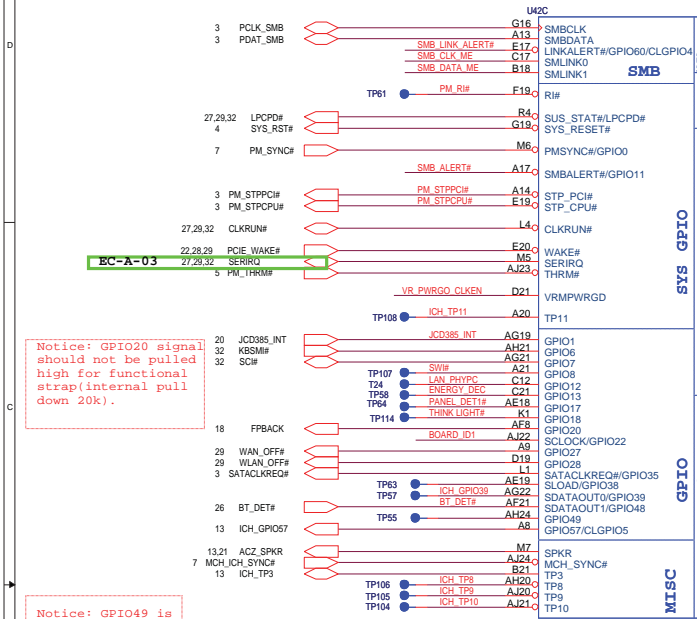 U42C
3 PCLK_SMB G16 SMBCLK
3 PDAT_SMB A13 SMBDATA
SMB_LINK_ALERT# E17 LINKALERT#/GPIO60/CLGPIO4
SMB_CLK_ME C17 SMLINK0
SMB_DATA_ME B18 SMLINK1
SMB
TP61 PM_RI# F19 RI#
27,29,32 LPCPD# R4 SUS_STAT#/LPCPD#
4 SYS_RST# G19 SYS_RESET#
7 PM_SYNC# M6 PMSYNC#/GPIO0
SMB_ALERT# A17 SMBALERT#/GPIO11
3 PM_STPPCI# PM_STPPCI# A14 STP_PCI#
3 PM_STPCPU# PM_STPCPU# E19 STP_CPU#
27,29,32 CLKRUN# L4 CLKRUN#
22,28,29 PCIE_WAKE# E20 WAKE#
EC-A-03 27,29,32 SERIRQ M5 SERIRQ
5 PM_THRM# AJ23 THRM#
VR_PWRGO_CLKEN D21 VRMPWRGD
TP108 ICH_TP11 A20 TP11
SYS GPIO
20 JCD385_INT JCD385_INT AG19 GPIO1
32 KBSMI# AH21 GPIO6
32 SCI# AG21 GPIO7
TP107 SWI# A21 GPIO8
T24 LAN_PHYPC C12 GPIO12
TP58 ENERGY_DEC C21 GPIO13
TP64 PANEL_DET1# AE18 GPIO17
TP114 THINK LIGHT# K1 GPIO18
18 FPBACK AF8 GPIO20
BOARD_ID1 AJ22 SCLOCK/GPIO22
29 WAN_OFF# A9 GPIO27
29 WLAN_OFF# D19 GPIO28
3 SATACLKREQ# L1 SATACLKREQ#/GPIO35
TP63 AE19 SLOAD/GPIO38
TP57 ICH_GPIO39 AG22 SDATAOUT0/GPIO39
26 BT_DET# BT_DET# AF21 SDATAOUT1/GPIO48
TP55 AH24 GPIO49
13 ICH_GPIO57 A8 GPIO57/CLGPIO5
GPIO
13,21 ACZ_SPKR M7 SPKR
7 MCH_ICH_SYNC# AJ24 MCH_SYNC#
13 ICH_TP3 B21 TP3
TP106 ICH_TP8 AH20 TP8
TP105 ICH_TP9 AJ20 TP9
TP104 ICH_TP10 AJ21 TP10
MISC
D
C
Notice: GPIO20 signal
should not be pulled
high for functional
strap(internal pull
down 20k).
Notice: GPIO49 is